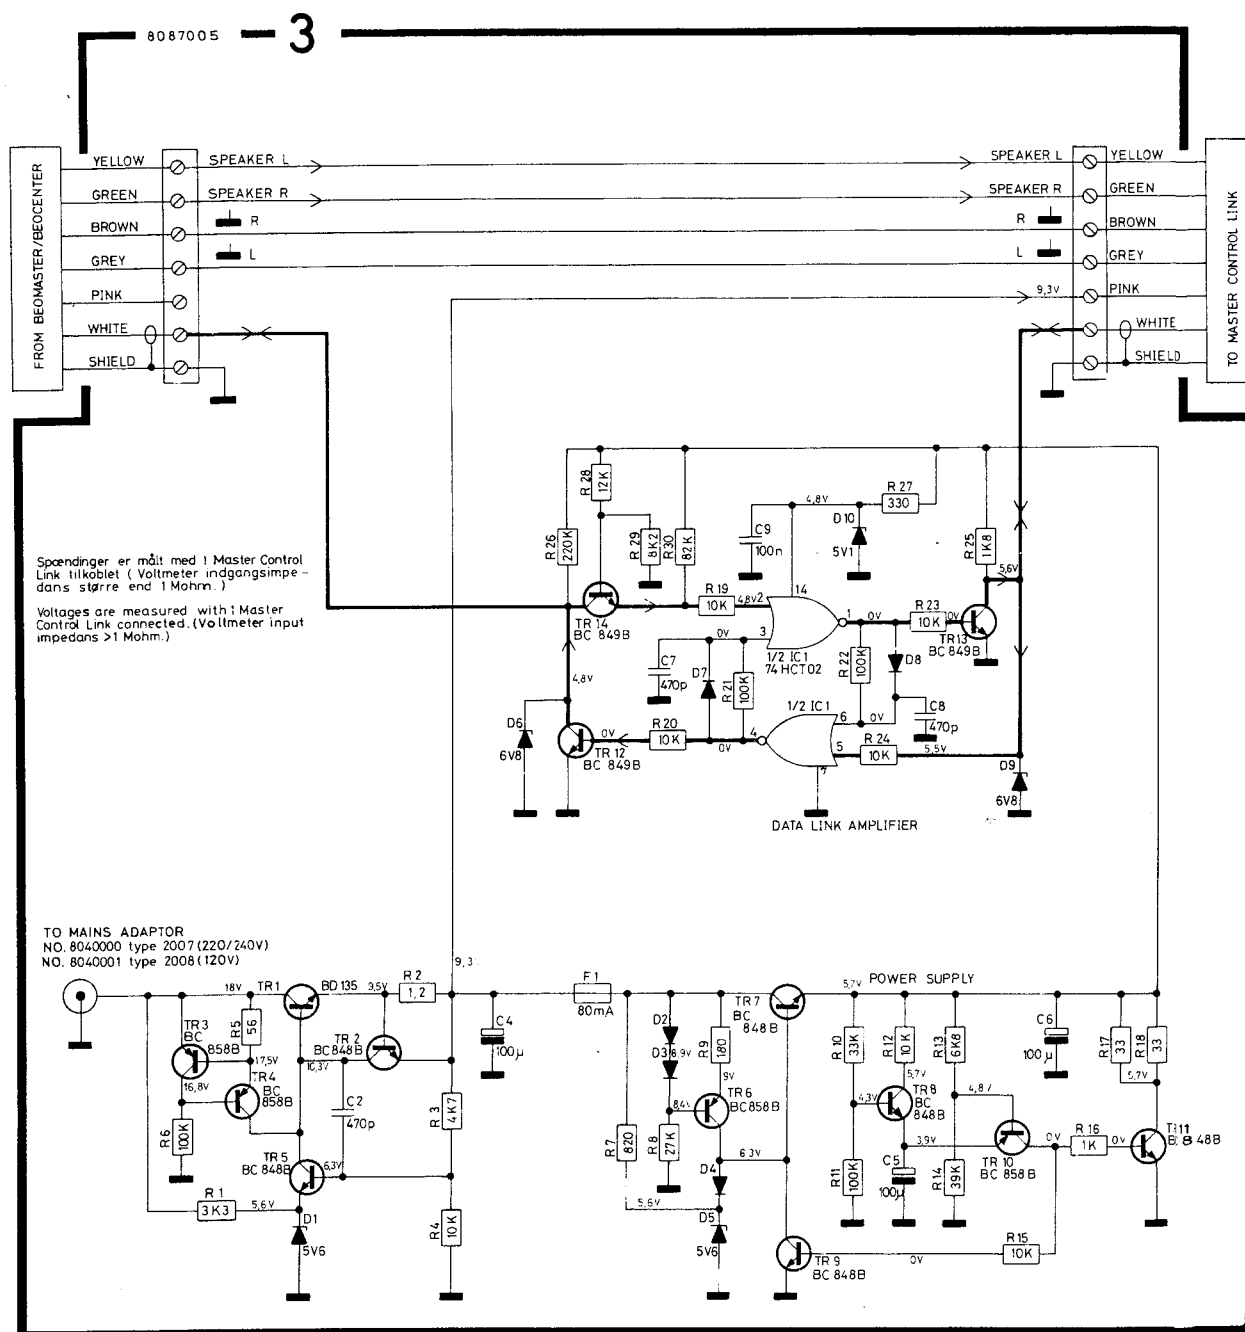 8087005
3
FROM BEOMASTER/BEOCENTER
YELLOW
GREEN
BROWN
GREY
PINK
WHITE
SHIELD
SPEAKER L
SPEAKER R
R
L
SPEAKER L
SPEAKER R
R
L
9,3V
YELLOW
GREEN
BROWN
GREY
PINK
WHITE
SHIELD
TO MASTER CONTROL LINK
Spændinger er målt med 1 Master Control
Link tilkoblet ( Voltmeter indgangsimpe-
dans større end 1 Mohm. )
Voltages are measured with 1 Master
Control Link connected. (Voltmeter input
impedans >1 Mohm.)
R 26
220K
R 28
12K
R 29
8K2
R 30
82K
C9
100n
4,8V
D10
5V1
R 27
330
R 25
1K8
5,6V
TR 14
BC 849B
R 19
10K
4,8V
2
14
3
1
0V
1/2 IC1
74 HCT02
0V
R 23
10K
0V
TR13
BC 849B
C7
470p
D7
R 21
100K
R 22
100K
D8
C8
470p
4,8V
D6
6V8
TR 12
BC 849B
0V
R 20
10K
0V
4
1/2 IC 1
6
0V
5
7
R 24
10K
5,5V
D9
6V8
DATA LINK AMPLIFIER
TO MAINS ADAPTOR
NO. 8040000 type 2007 (220/240V)
NO. 8040001 type 2008 (120V)
18V
TR1
BD 135
9,5V
R 2
1,2
F 1
80mA
TR 7
BC
848 B
5,7V
POWER SUPPLY
TR3
BC
858B
R 5
56
17,5V
16,8V
TR4
BC
858B
10,3V
TR 2
BC 848B
C4
100µ
C2
470p
R 3
4K7
R 6
100K
TR 5
BC 848B
6,3V
R 1
3K3
5,6V
D1
5V6
R 4
10K
D2
D3
8,9V
R 9
180
9V
8,4V
TR 6
BC858B
R 7
820
R 8
27K
6,3V
D4
5,6V
D5
5V6
TR 9
BC 848B
R 10
33K
R 12
10K
R 13
6K8
5,7V
4,3V
TR8
BC
848B
3,9V
R 11
100K
C5
100µ
R 14
39K
TR 10
BC 858B
0V
R 16
1K
0V
R 15
10K
0V
C6
100µ
R 17
33
R 18
33
5,7V